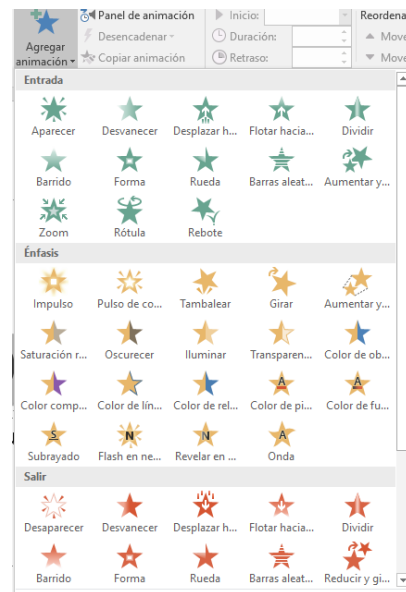 Agregar animación
Panel de animación
Desencadenar
Copiar animación
Inicio:
Duración:
Retraso:
Reordena
Move
Move
Entrada
Aparecer Desvanecer Desplazar h... Flotar hacia... Dividir
Barrido Forma Rueda Barras aleat... Aumentar y...
Zoom Rótula Rebote
Énfasis
Impulso Pulso de co... Tambalear Girar Aumentar y...
Saturación r... Oscurecer Iluminar Transparen... Color de ob...
Color comp... Color de lín... Color de rel... Color de pi... Color de fu...
Subrayado Flash en ne... Revelar en ... Onda
Salir
Desaparecer Desvanecer Desplazar h... Flotar hacia... Dividir
Barrido Forma Rueda Barras aleat... Reducir y gi...